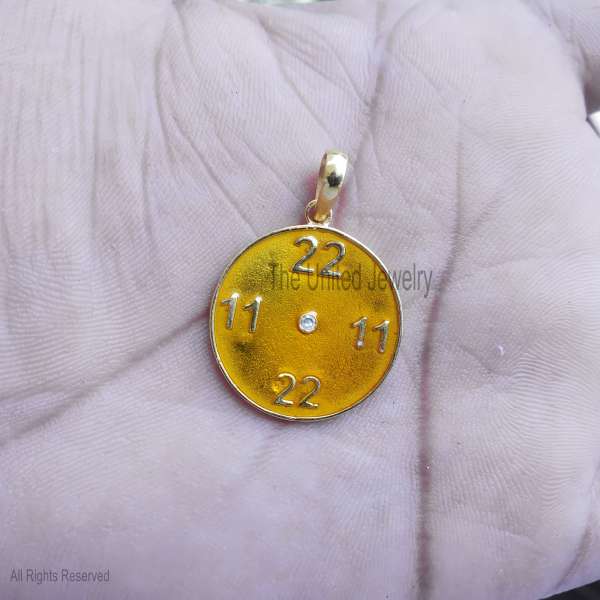 22
The United Jewelry
11 11
22
All Rights Reserved